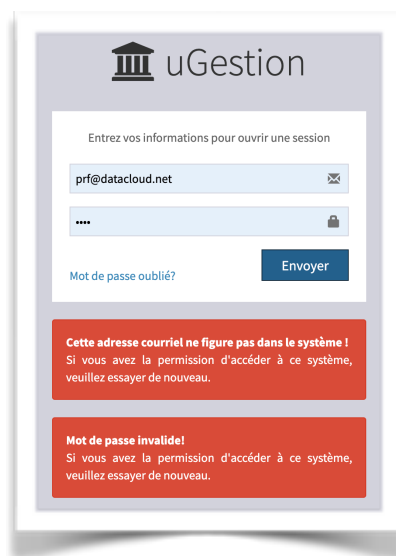 uGestion
Entrez vos informations pour ouvrir une session
prf@datacloud.net
••••
Mot de passe oublié?
Envoyer
Cette adresse courriel ne figure pas dans le système !
Si vous avez la permission d'accéder à ce système,
veuillez essayer de nouveau.
Mot de passe invalide!
Si vous avez la permission d'accéder à ce système,
veuillez essayer de nouveau.